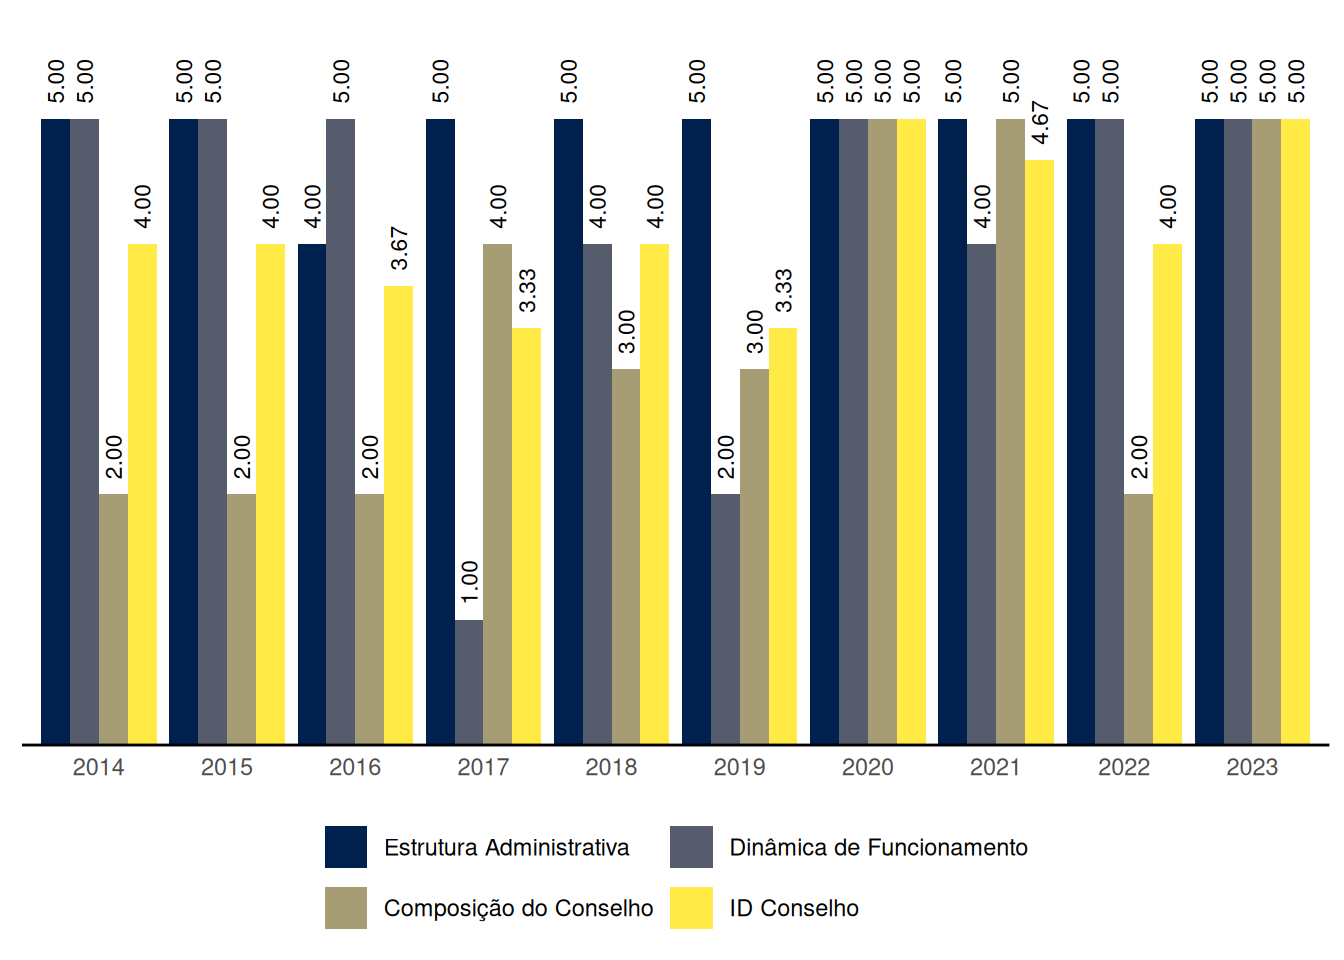 5.00 5.00 2.00 4.00 5.00 5.00 2.00 4.00 4.00 5.00 2.00 3.67 5.00 1.00 4.00 3.33 5.00 4.00 3.00 4.00 5.00 2.00 3.00 3.33 5.00 5.00 5.00 5.00 5.00 4.00 5.00 4.67 5.00 5.00 2.00 4.00 5.00 5.00 5.00 5.00
2014 2015 2016 2017 2018 2019 2020 2021 2022 2023
Estrutura Administrativa Dinâmica de Funcionamento
Composição do Conselho ID Conselho